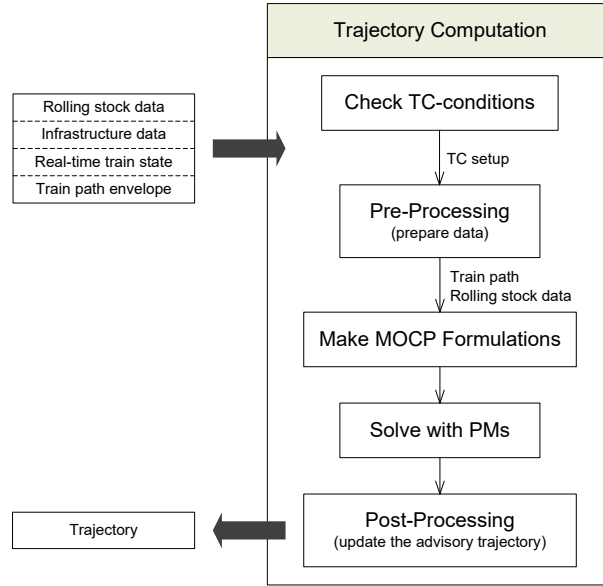 Trajectory Computation
Rolling stock data
Infrastructure data
Real-time train state
Train path envelope
Check TC-conditions
TC setup
Pre-Processing
(prepare data)
Train path
Rolling stock data
Make MOCP Formulations
Solve with PMs
Post-Processing
(update the advisory trajectory)
Trajectory